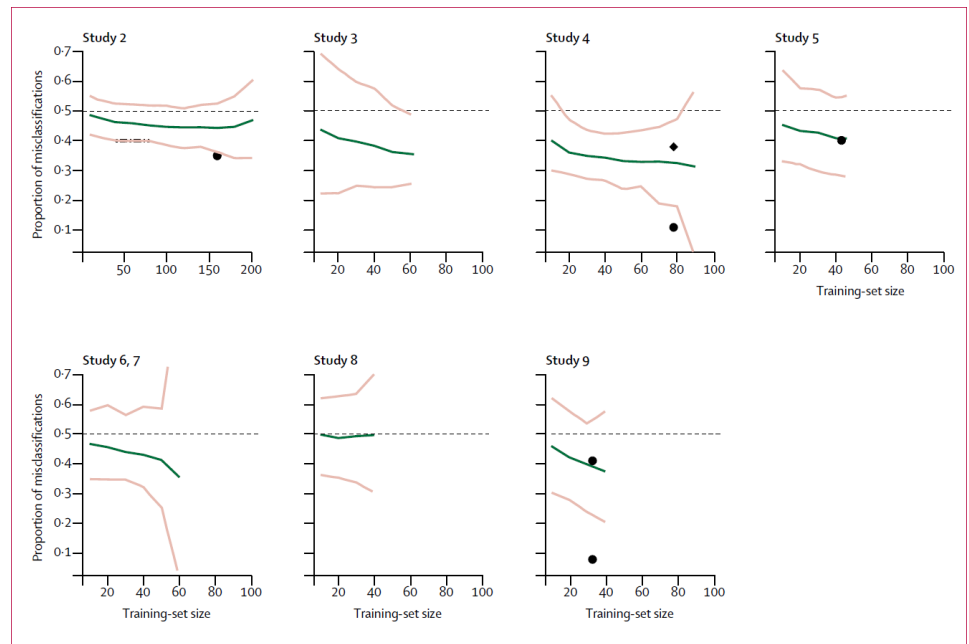 Study 2
Study 3
Study 4
Study 5
Proportion of misclassifications
0·7
0·6
0·5
0·4
0·3
0·2
0·1
50 100 150 200
20 40 60 80 100
20 40 60 80 100
20 40 60 80 100
Training-set size
Study 6, 7
Study 8
Study 9
Proportion of misclassifications
0·7
0·6
0·5
0·4
0·3
0·2
0·1
20 40 60 80 100
20 40 60 80 100
20 40 60 80 100
Training-set size
Training-set size
Training-set size